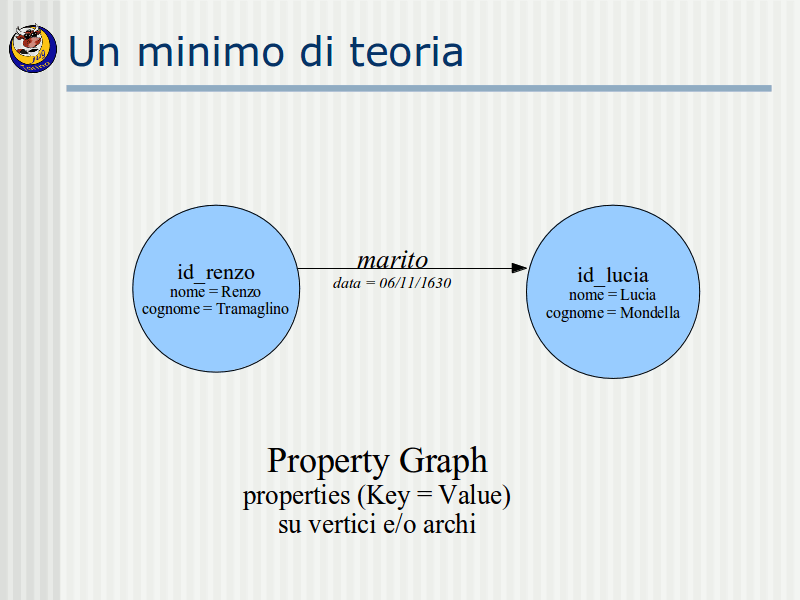 Un minimo di teoria
marito
id_renzo
nome = Renzo
cognome = Tramaglino
data = 06/11/1630
id_lucia
nome = Lucia
cognome = Mondella
Property Graph
properties (Key = Value)
su vertici e/o archi